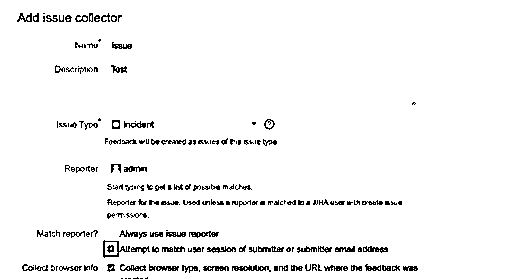 Add issue collector
Name* Issue
Description Test
Issue Type* Incident
Feedback will be created as issues of this issue type
Reporter admin
Start typing to get a list of possible matches.
Reporter for the issue. Used unless a reporter is matched to a JIRA user with create issue
permissions.
Match reporter? Always use issue reporter
Attempt to match user session of submitter or submitter email address
Collect browser info Collect browser type, screen resolution, and the URL where the feedback was